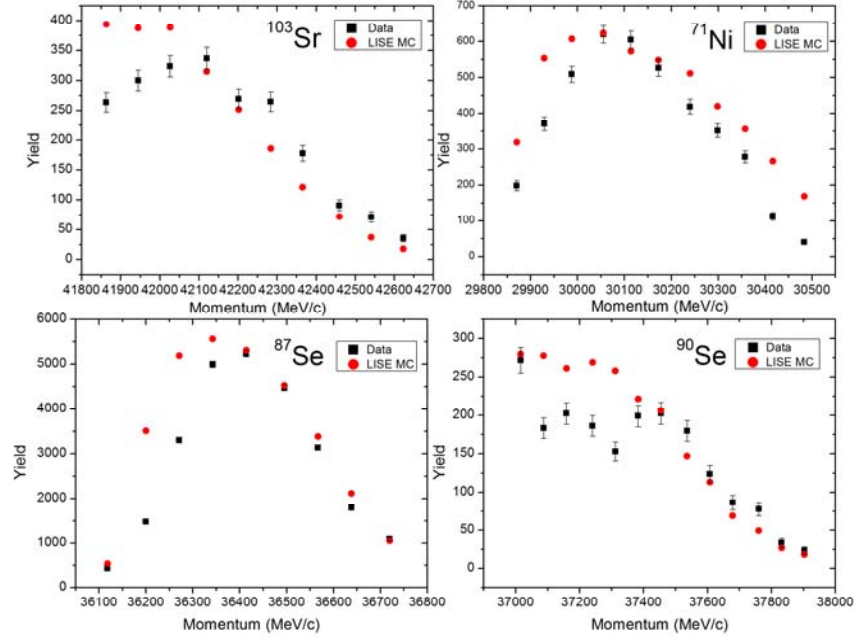 400
350
300
250
200
150
100
50
0
Yield
¹⁰³Sr
Data
LISE MC
41800 41900 42000 42100 42200 42300 42400 42500 42600 42700
Momentum (MeV/c)
700
600
500
400
300
200
100
0
Yield
⁷¹Ni
Data
LISE MC
29800 29900 30000 30100 30200 30300 30400 30500
Momentum (MeV/c)
6000
5000
4000
3000
2000
1000
0
Yield
⁸⁷Se
Data
LISE MC
36100 36200 36300 36400 36500 36600 36700 36800
Momentum (MeV/c)
300
250
200
150
100
50
0
Yield
⁹⁰Se
Data
LISE MC
37000 37200 37400 37600 37800 38000
Momentum (MeV/c)